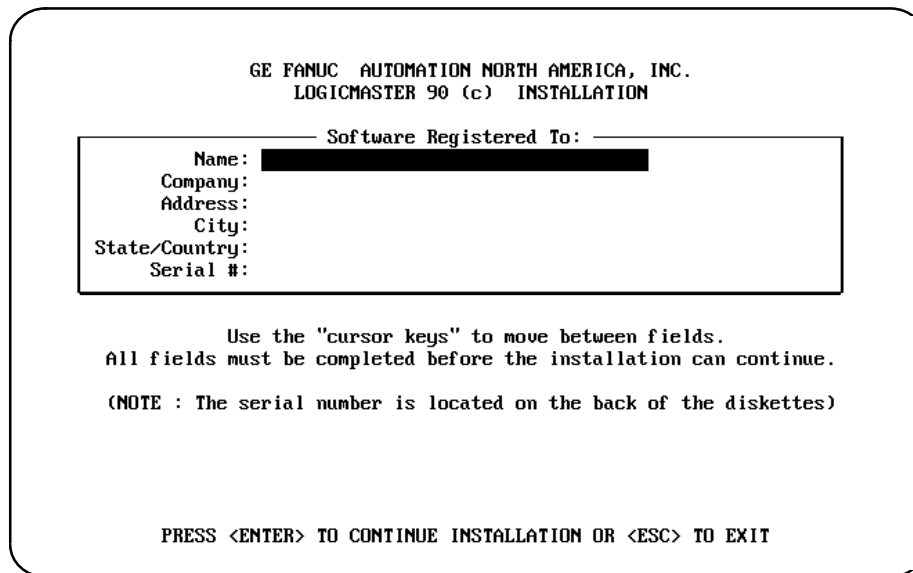 GE FANUC AUTOMATION NORTH AMERICA, INC.
LOGICMASTER 90 (c) INSTALLATION
Software Registered To:
Name:
Company:
Address:
City:
State/Country:
Serial #:
Use the "cursor keys" to move between fields.
All fields must be completed before the installation can continue.
(NOTE : The serial number is located on the back of the diskettes)
PRESS <ENTER> TO CONTINUE INSTALLATION OR <ESC> TO EXIT